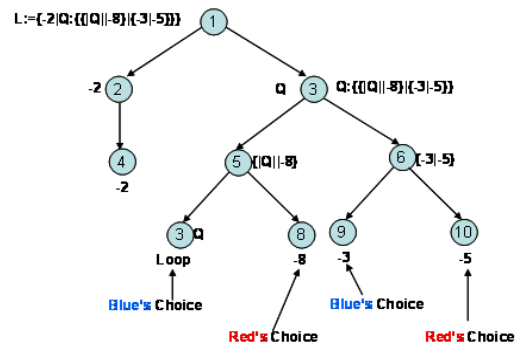 L:={-2|Q:{{|Q||-8}|{-3|-5}}}
1
-2
2
Q
3
Q:{{|Q||-8}|{-3|-5}}
4
-2
5
{|Q||-8}
6
{-3|-5}
3
Q
8
9
10
Loop
-8
-3
-5
Blue's Choice
Blue's Choice
Red's Choice
Red's Choice